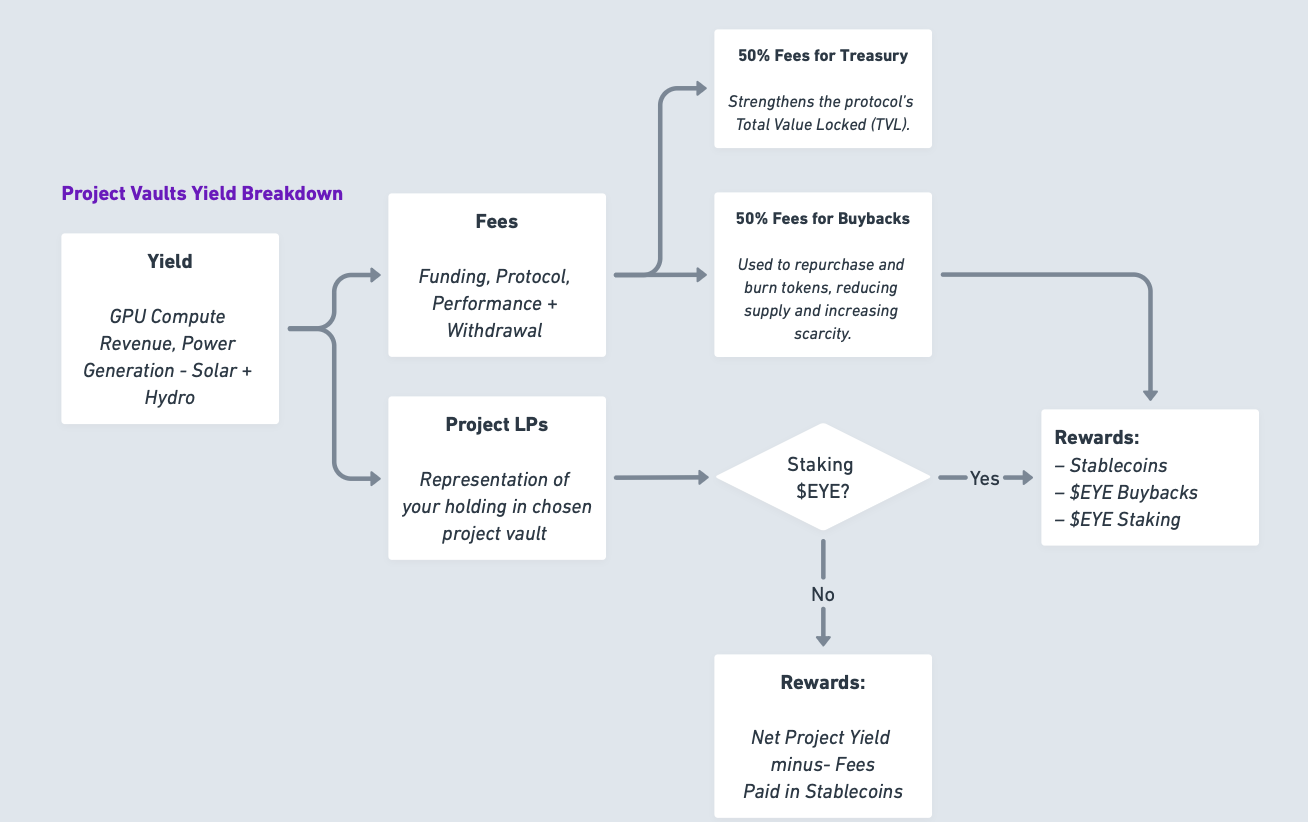 Project Vaults Yield Breakdown
Yield
GPU Compute
Revenue, Power
Generation - Solar +
Hydro
Fees
Funding, Protocol,
Performance +
Withdrawal
50% Fees for Treasury
Strengthens the protocol's
Total Value Locked (TVL).
50% Fees for Buybacks
Used to repurchase and
burn tokens, reducing
supply and increasing
scarcity.
Project LPs
Representation of
your holding in chosen
project vault
Staking
$EYE?
Yes
Rewards:
– Stablecoins
– $EYE Buybacks
– $EYE Staking
No
Rewards:
Net Project Yield
minus- Fees
Paid in Stablecoins